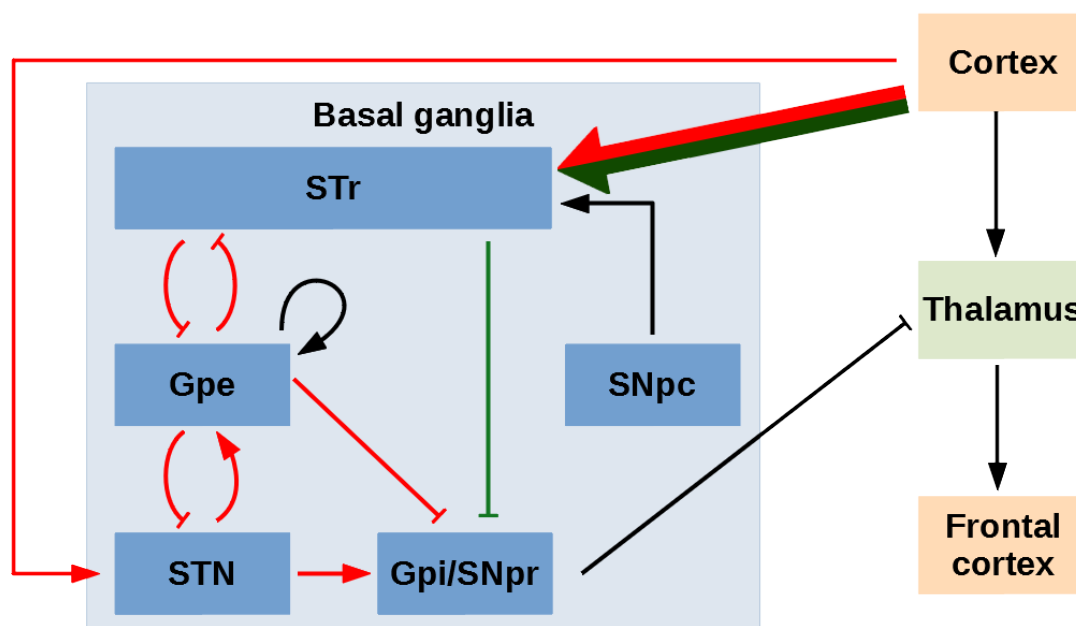 Cortex
Basal ganglia
STr
Thalamus
Gpe
SNpc
STN
Gpi/SNpr
Frontal
cortex